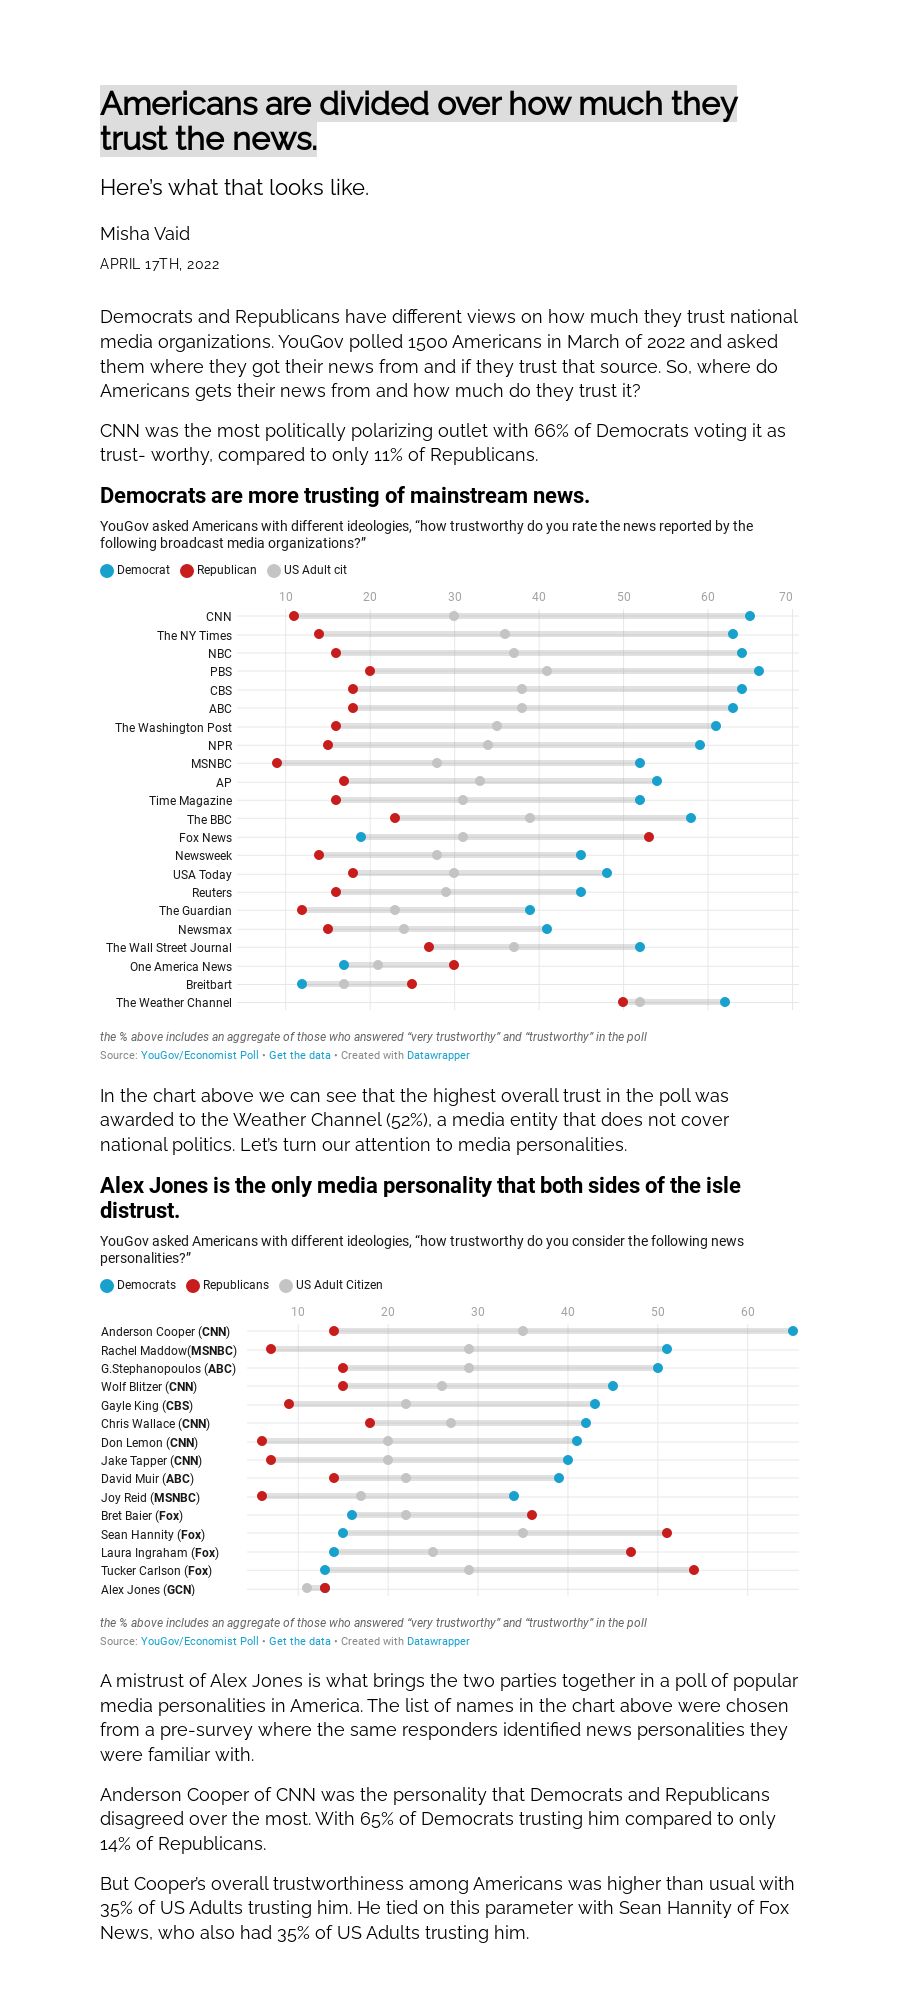 Americans are divided over how much they
trust the news.
Here's what that looks like.
Misha Vaid
APRIL 17TH, 2022
Democrats and Republicans have different views on how much they trust national
media organizations. YouGov polled 1500 Americans in March of 2022 and asked
them where they got their news from and if they trust that source. So, where do
Americans gets their news from and how much do they trust it?
CNN was the most politically polarizing outlet with 66% of Democrats voting it as
trust- worthy, compared to only 11% of Republicans.
Democrats are more trusting of mainstream news.
YouGov asked Americans with different ideologies, “how trustworthy do you rate the news reported by the
following broadcast media organizations?”
Democrat Republican US Adult cit
10 20 30 40 50 60 70
CNN
The NY Times
NBC
PBS
CBS
ABC
The Washington Post
NPR
MSNBC
AP
Time Magazine
The BBC
Fox News
Newsweek
USA Today
Reuters
The Guardian
Newsmax
The Wall Street Journal
One America News
Breitbart
The Weather Channel
the % above includes an aggregate of those who answered “very trustworthy” and “trustworthy” in the poll
Source: YouGov/Economist Poll • Get the data • Created with Datawrapper
In the chart above we can see that the highest overall trust in the poll was
awarded to the Weather Channel (52%), a media entity that does not cover
national politics. Let's turn our attention to media personalities.
Alex Jones is the only media personality that both sides of the isle
distrust.
YouGov asked Americans with different ideologies, “how trustworthy do you consider the following news
personalities?”
Democrats Republicans US Adult Citizen
10 20 30 40 50 60
Anderson Cooper (CNN)
Rachel Maddow(MSNBC)
G.Stephanopoulos (ABC)
Wolf Blitzer (CNN)
Gayle King (CBS)
Chris Wallace (CNN)
Don Lemon (CNN)
Jake Tapper (CNN)
David Muir (ABC)
Joy Reid (MSNBC)
Bret Baier (Fox)
Sean Hannity (Fox)
Laura Ingraham (Fox)
Tucker Carlson (Fox)
Alex Jones (GCN)
the % above includes an aggregate of those who answered “very trustworthy” and “trustworthy” in the poll
Source: YouGov/Economist Poll • Get the data • Created with Datawrapper
A mistrust of Alex Jones is what brings the two parties together in a poll of popular
media personalities in America. The list of names in the chart above were chosen
from a pre-survey where the same responders identified news personalities they
were familiar with.
Anderson Cooper of CNN was the personality that Democrats and Republicans
disagreed over the most. With 65% of Democrats trusting him compared to only
14% of Republicans.
But Cooper's overall trustworthiness among Americans was higher than usual with
35% of US Adults trusting him. He tied on this parameter with Sean Hannity of Fox
News, who also had 35% of US Adults trusting him.